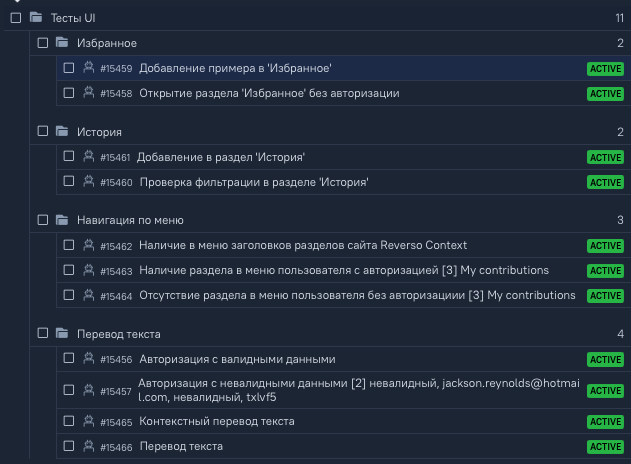 Тесты UI 11
Избранное 2
#15459 Добавление примера в 'Избранное' ACTIVE
#15458 Открытие раздела 'Избранное' без авторизации ACTIVE
История 2
#15461 Добавление в раздел 'История' ACTIVE
#15460 Проверка фильтрации в разделе 'История' ACTIVE
Навигация по меню 3
#15462 Наличие в меню заголовков разделов сайта Reverso Context ACTIVE
#15463 Наличие раздела в меню пользователя с авторизацией [3] My contributions ACTIVE
#15464 Отсутствие раздела в меню пользователя без авторизациии [3] My contributions ACTIVE
Перевод текста 4
#15456 Авторизация с валидными данными ACTIVE
#15457 Авторизация с невалидными данными [2] невалидный, jackson.reynolds@hotmai
l.com, невалидный, txlvf5 ACTIVE
#15465 Контекстный перевод текста ACTIVE
#15466 Перевод текста ACTIVE